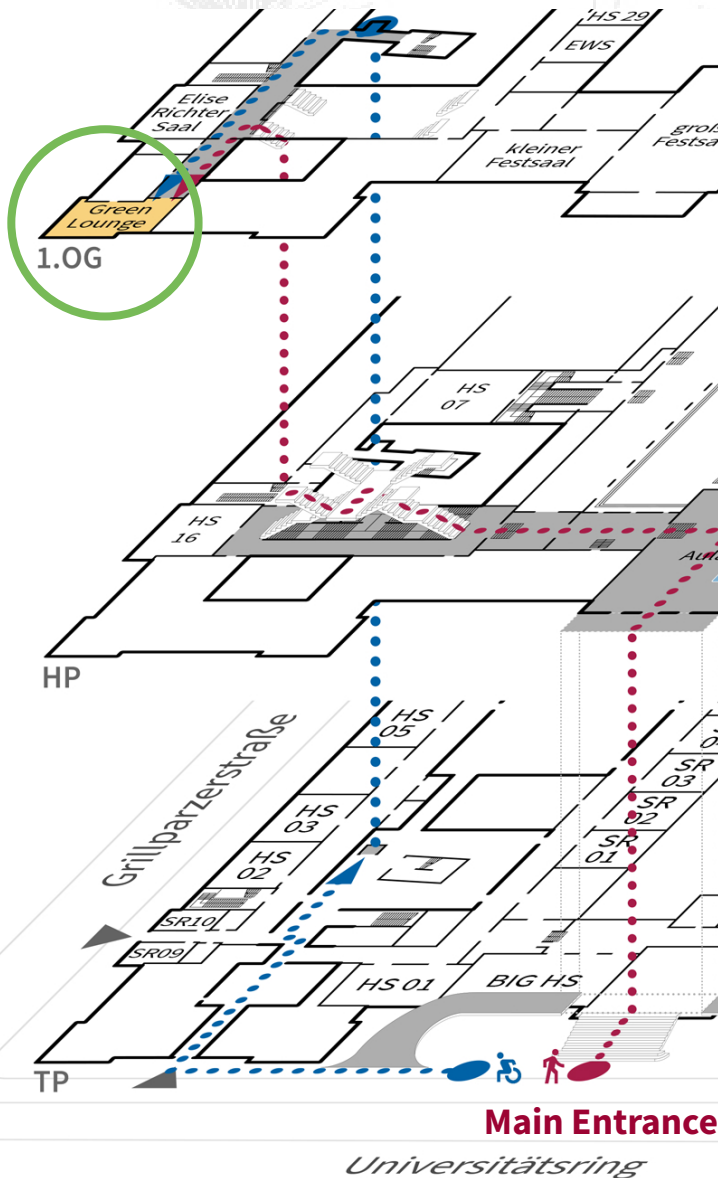 HS 29
EWS
Elise
Richter
Saal
kleiner
Festsaal
Green
Lounge
1.OG
HS
07
HS
16
HP
Grillparzerstraße
HS
05
HS
03
HS
02
SR10
SR09
SR
03
SR
02
SR
01
HS 01
BIG HS
TP
Main Entrance
Universitätsring